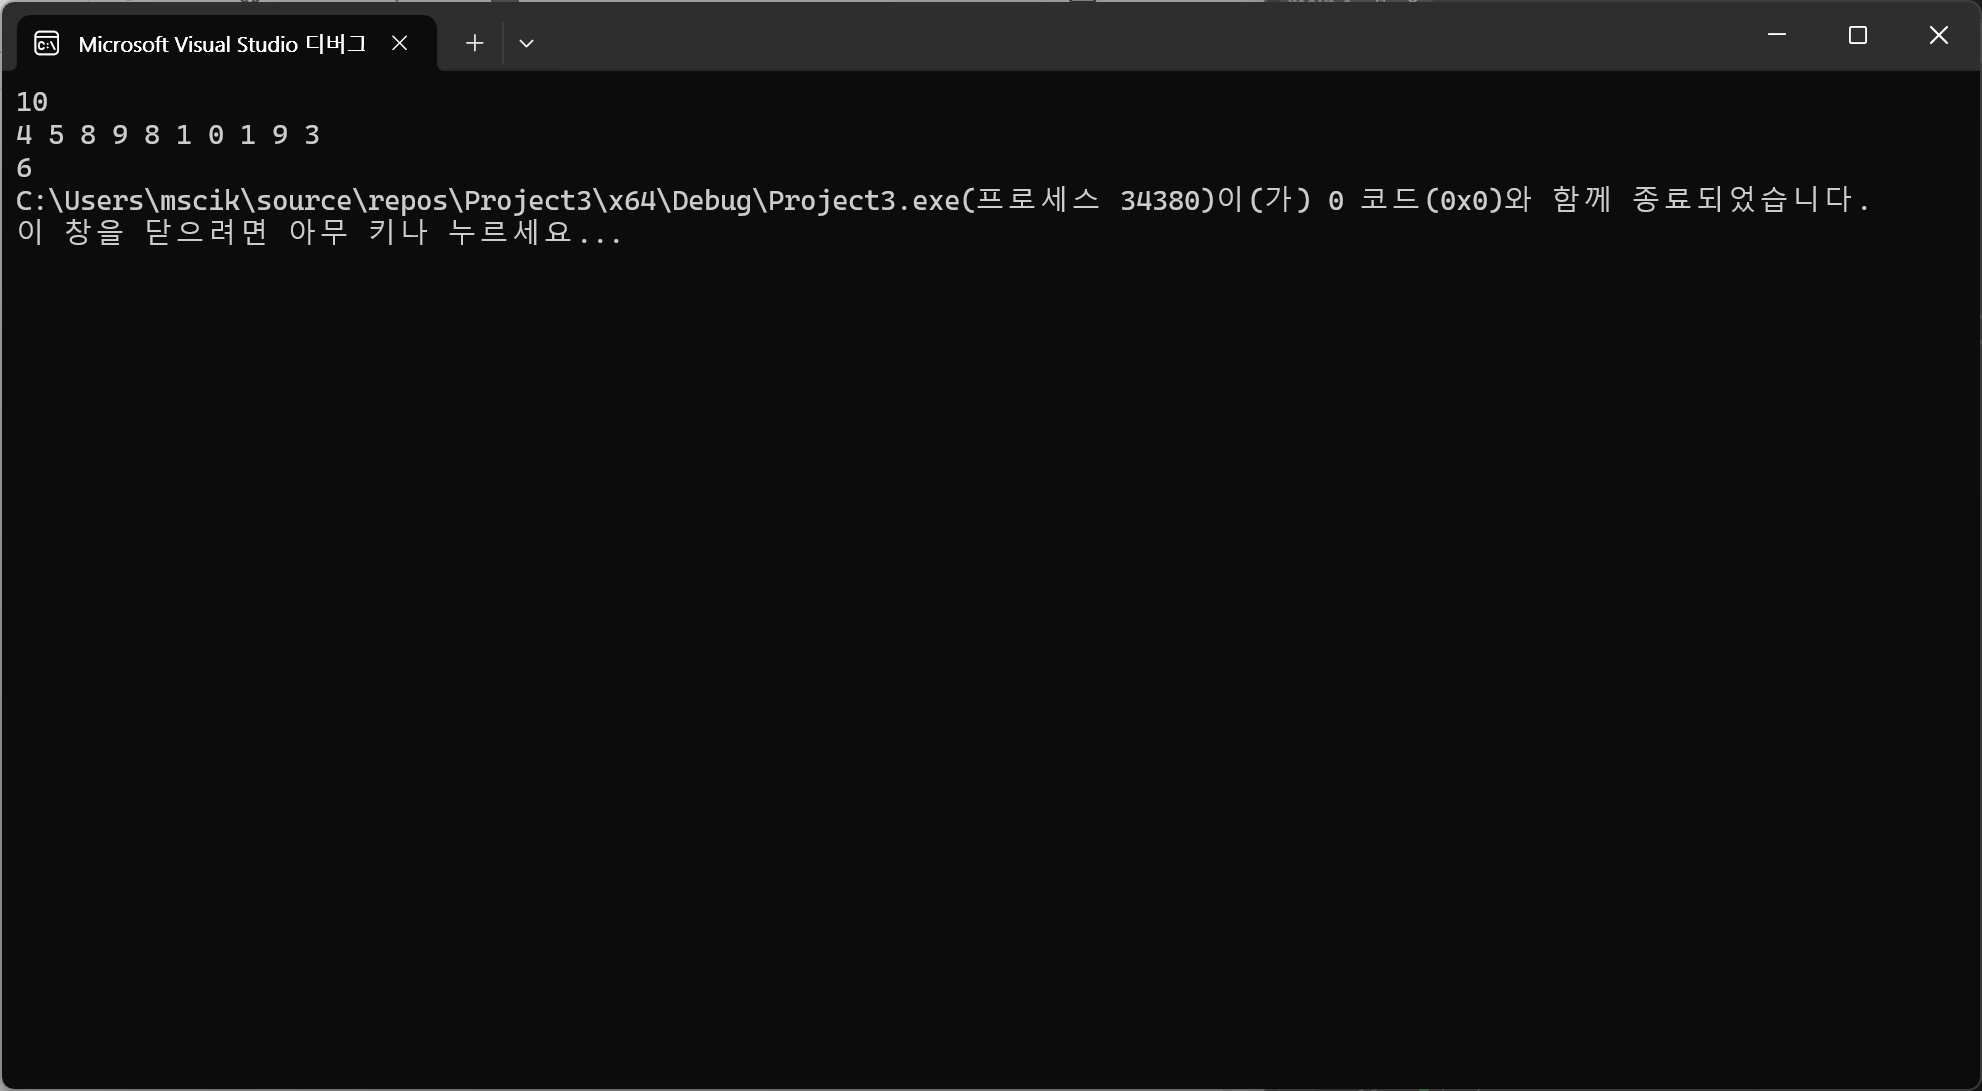 Microsoft Visual Studio 디버그
10
4 5 8 9 8 1 0 1 9 3
6
C:\Users\mscik\source\repos\Project3\x64\Debug\Project3.exe(프로세스 34380)이(가) 0 코드(0x0)와 함께 종료되었습니다.
이 창을 닫으려면 아무 키나 누르세요...